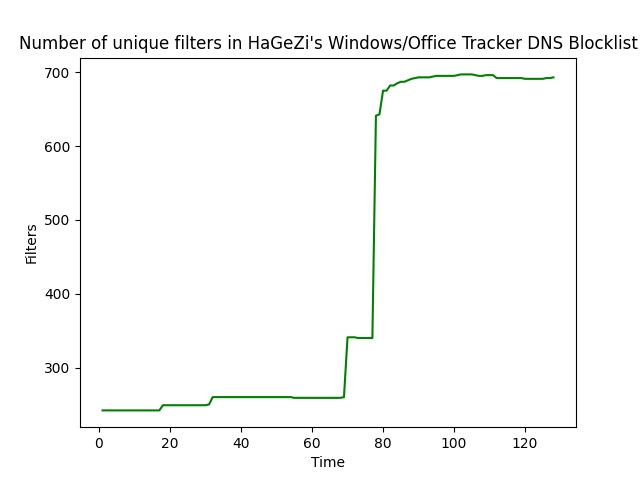 Number of unique filters in HaGeZi's Windows/Office Tracker DNS Blocklist
700
600
500
400
300
Filters
0 20 40 60 80 100 120
Time